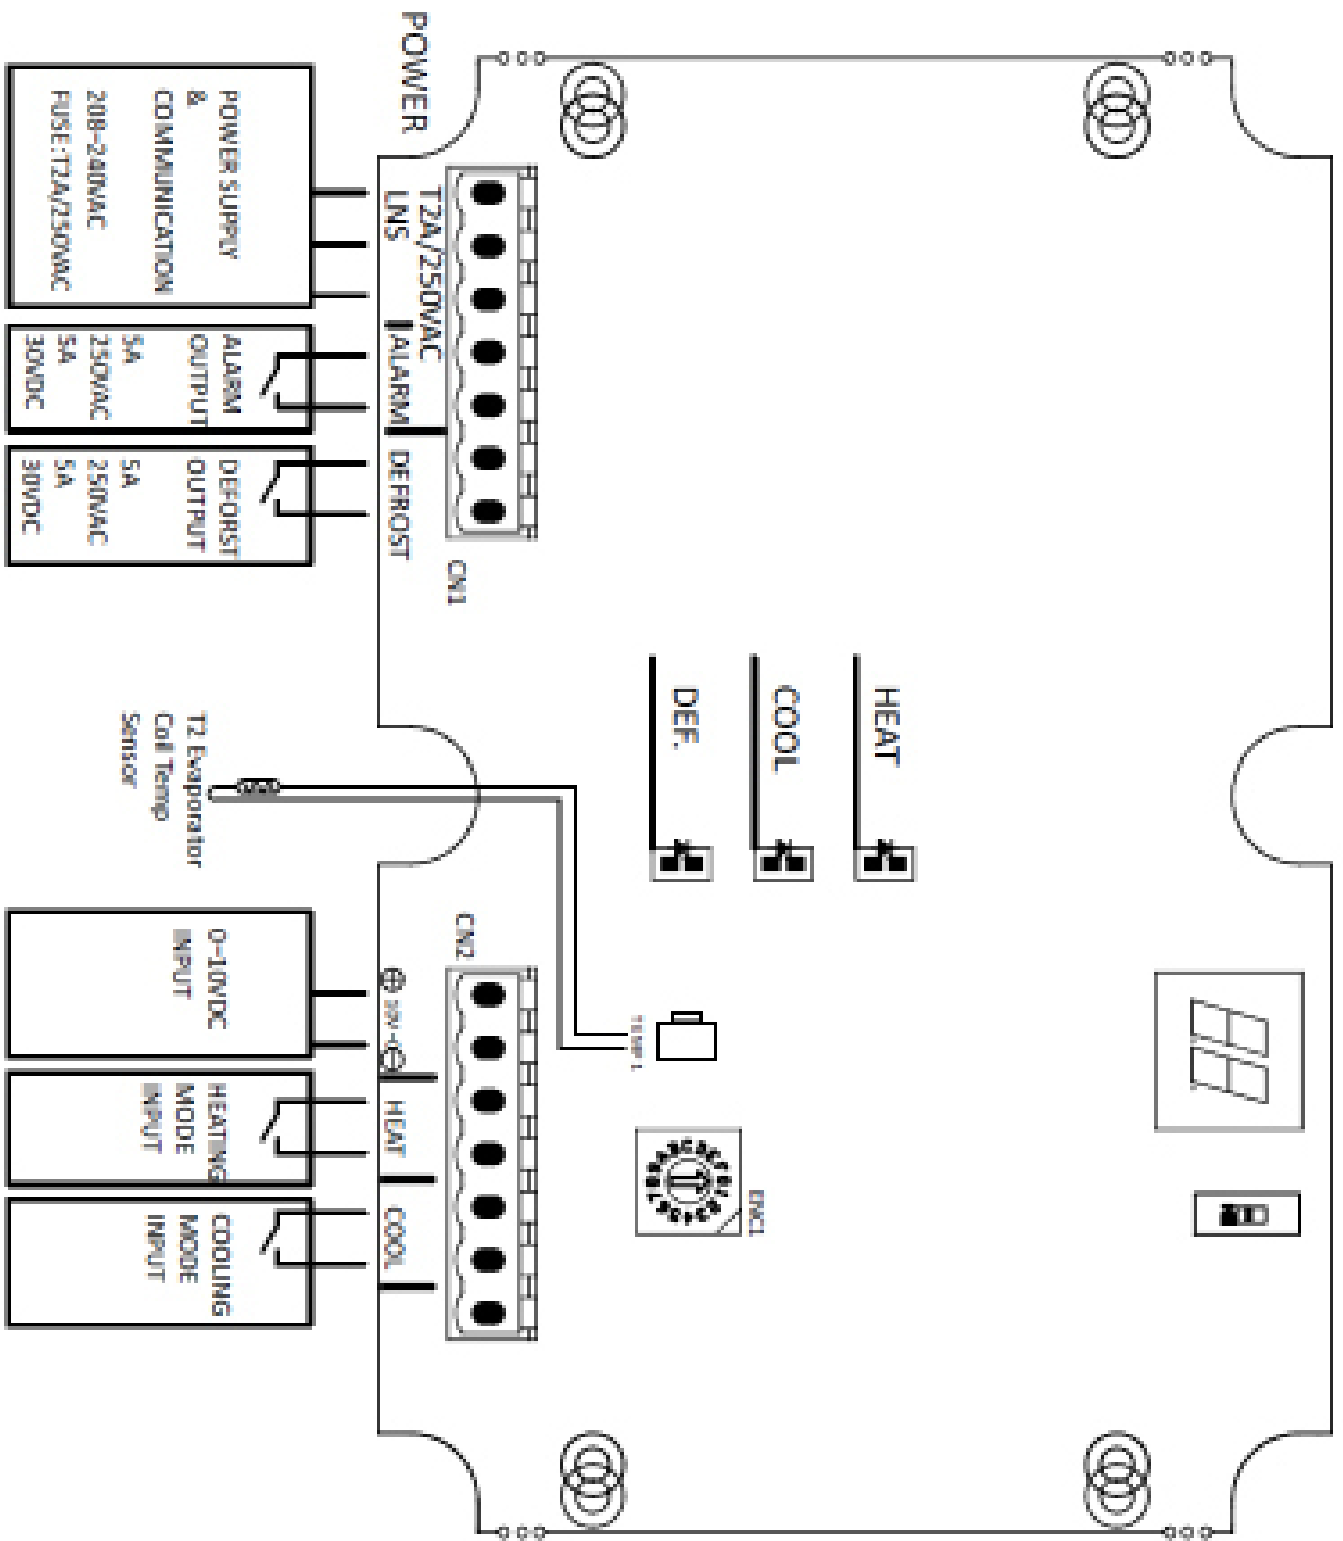 POWER
POWER SUPPLY
&
COMMUNICATION
208-240VAC
FUSE:T2A/250VAC
T2A/250VAC
LNS
ALARM
DEFROST
ALARM
OUTPUT
5A
250VAC
5A
30VDC
DEFORST
OUTPUT
5A
250VAC
5A
30VDC
CN1
DEF.
COOL
HEAT
T2 Evaporator
Coil Temp
Sensor
CN2
0-10VDC
INPUT
10V
HEAT
COOL
HEATING
MODE
INPUT
COOLING
MODE
INPUT
ENC1